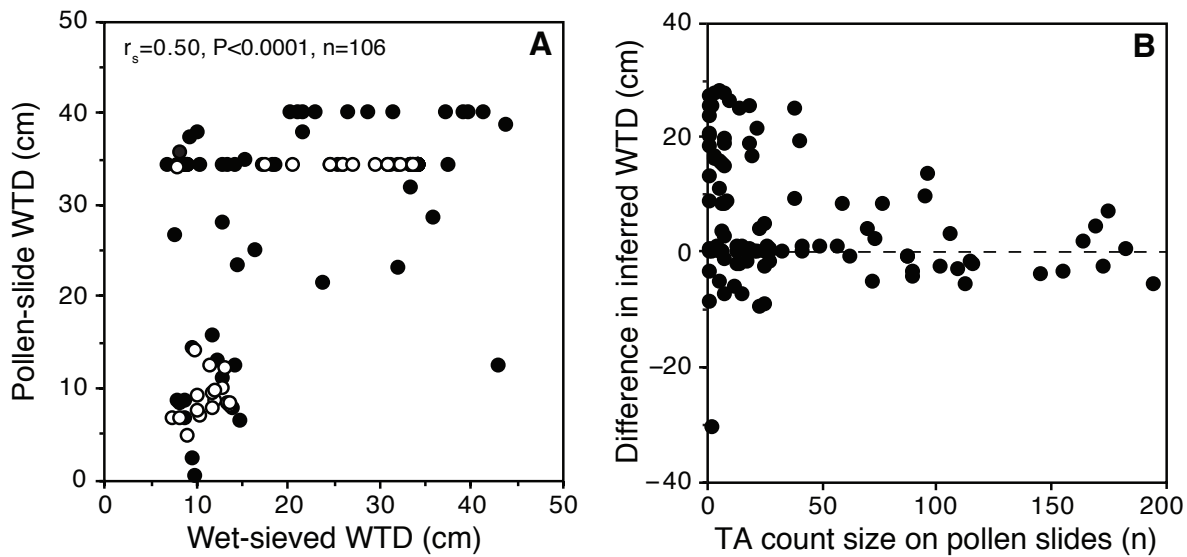 A
r_s=0.50, P<0.0001, n=106
50
40
30
20
10
0
Pollen-slide WTD (cm)
0 10 20 30 40 50
Wet-sieved WTD (cm)
B
40
20
0
−20
−40
Difference in inferred WTD (cm)
0 50 100 150 200
TA count size on pollen slides (n)